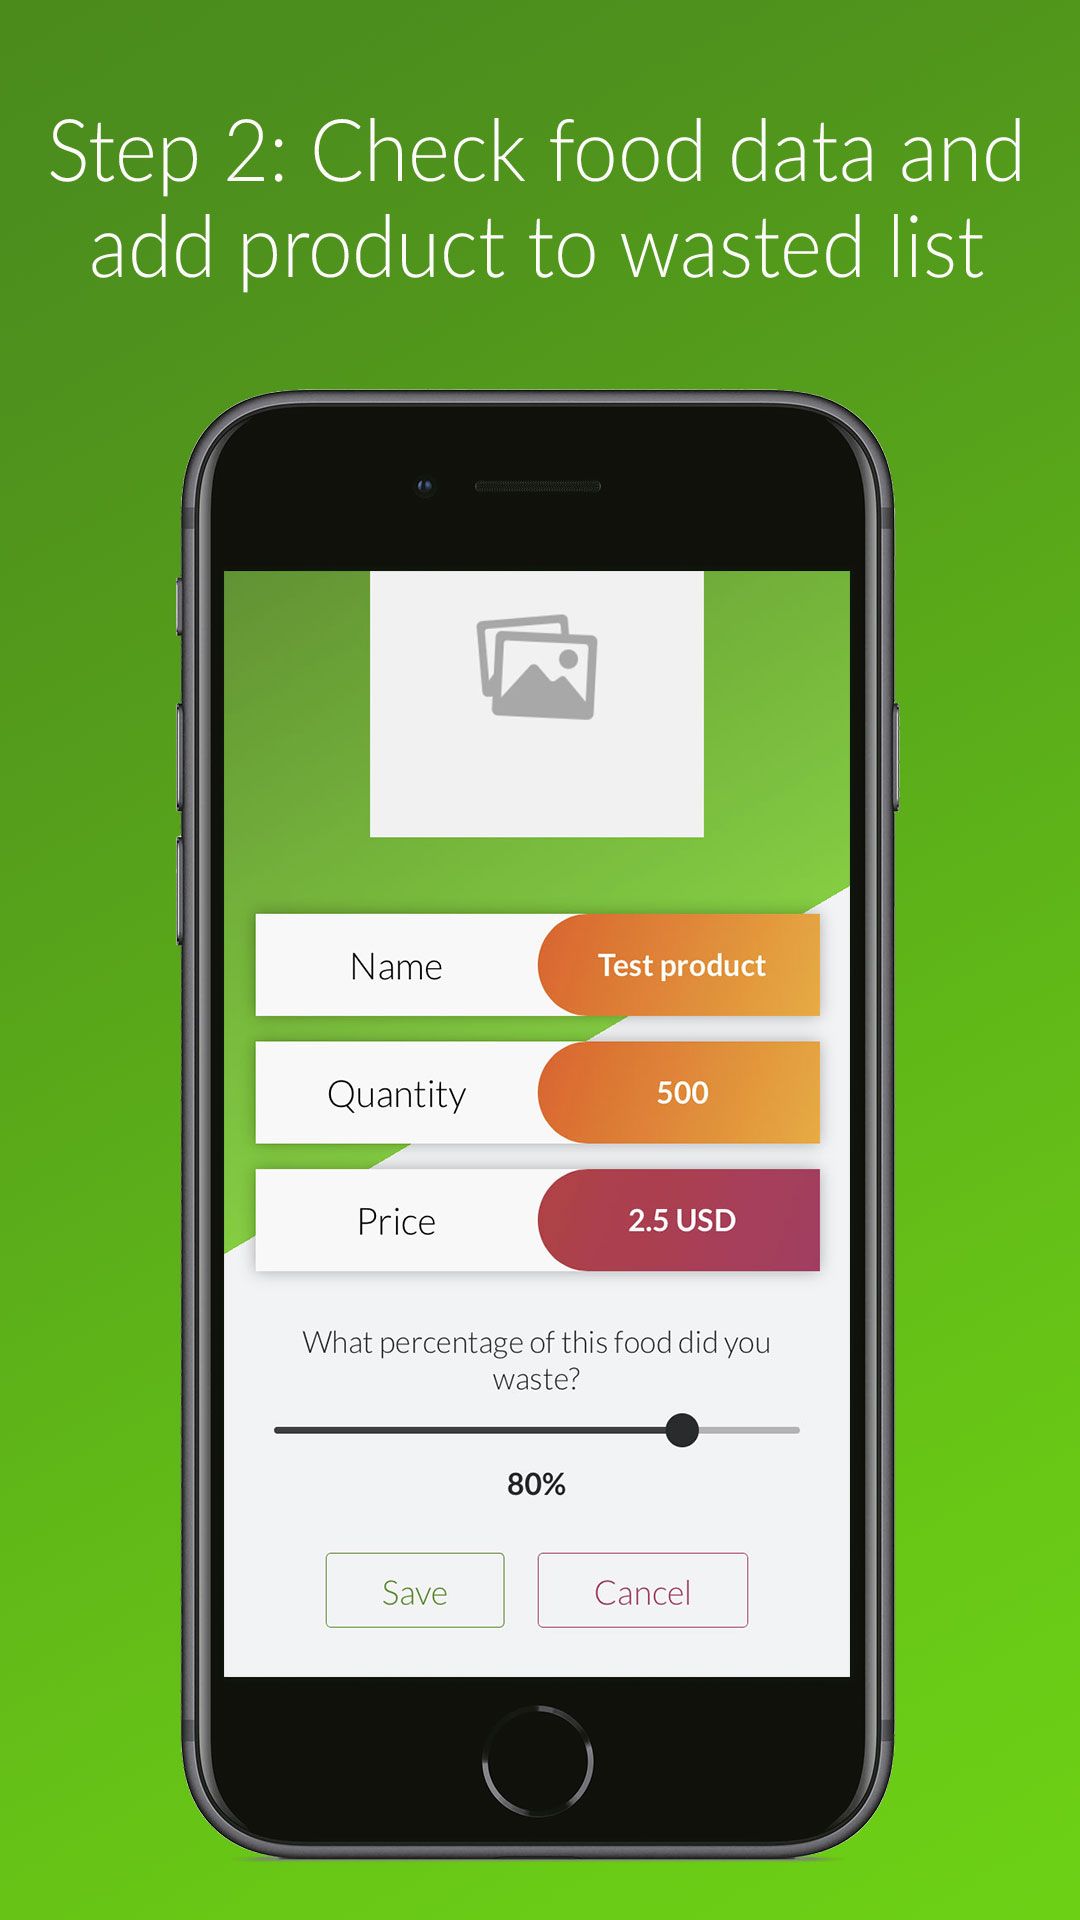 Step 2: Check food data and
add product to wasted list
Name
Test product
Quantity
500
Price
2.5 USD
What percentage of this food did you
waste?
80%
Save
Cancel